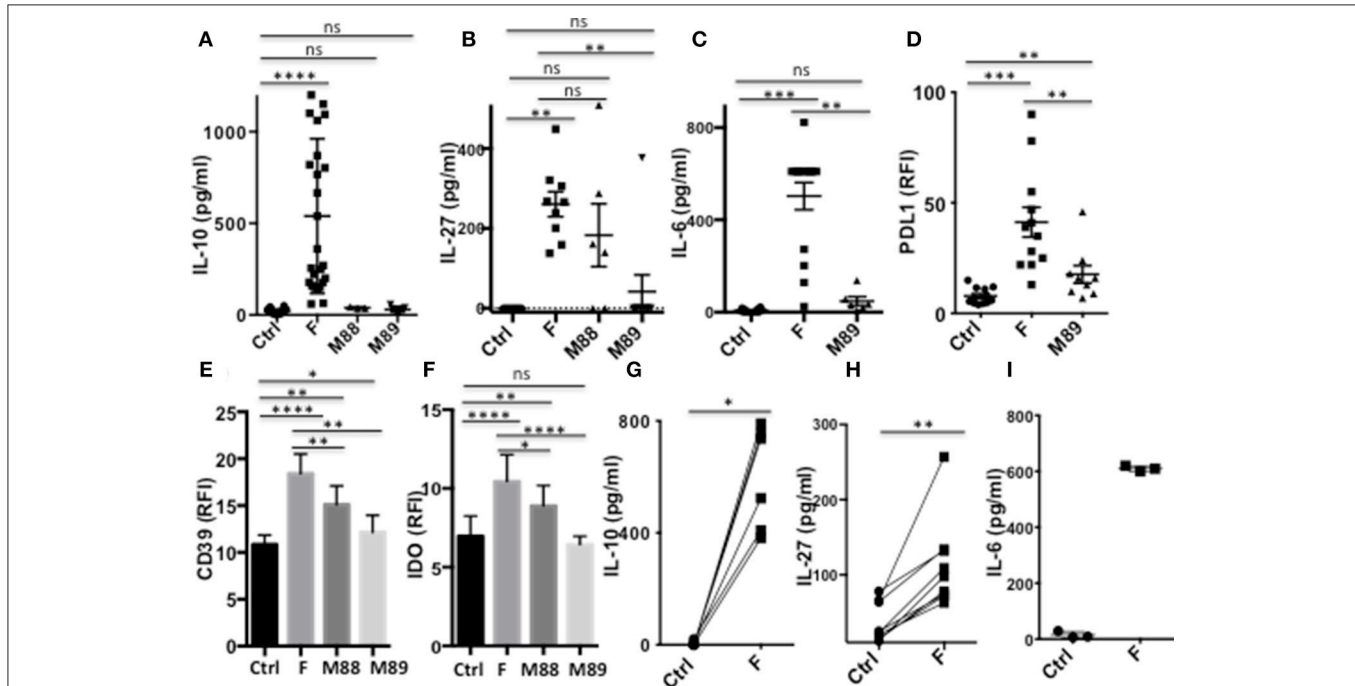 A
ns
ns
****
IL-10 (pg/ml)
1000
500
0
Ctrl
F
M88
M89
B
ns
**
ns
ns
**
IL-27 (pg/ml)
400
200
0
Ctrl
F
M88
M89
C
ns
***
**
IL-6 (pg/ml)
800
400
0
Ctrl
F
M89
D
**
***
**
PDL1 (RFI)
100
50
0
Ctrl
F
M89
E
*
**
****
**
**
CD39 (RFI)
25
20
15
10
5
0
Ctrl
F
M88
M89
F
ns
**
****
****
*
IDO (RFI)
15
10
5
0
Ctrl
F
M88
M89
G
*
IL-10 (pg/ml)
800
400
0
Ctrl
F
H
**
IL-27 (pg/ml)
300
200
100
Ctrl
F
I
IL-6 (pg/ml)
800
600
400
200
0
Ctrl
F